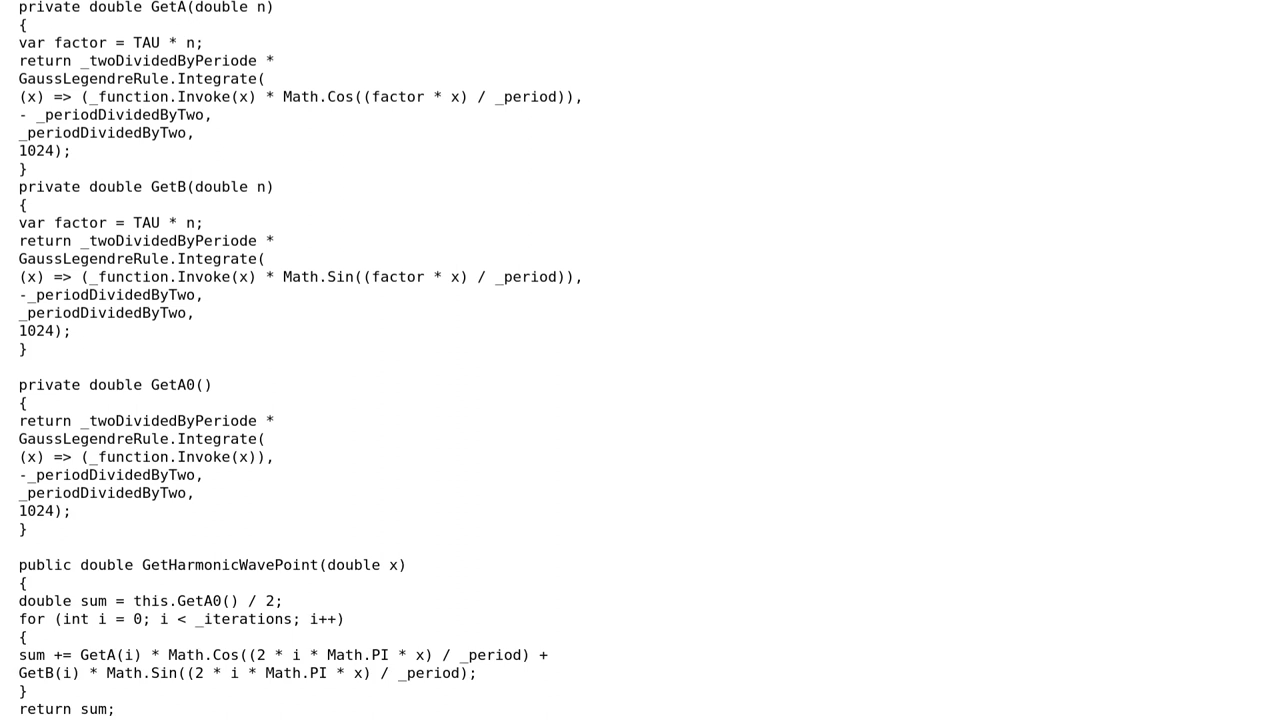 private double GetA(double n)
{
var factor = TAU * n;
return _twoDividedByPeriode *
GaussLegendreRule.Integrate(
(x) => (_function.Invoke(x) * Math.Cos((factor * x) / _period)),
- _periodDividedByTwo,
_periodDividedByTwo,
1024);
}
private double GetB(double n)
{
var factor = TAU * n;
return _twoDividedByPeriode *
GaussLegendreRule.Integrate(
(x) => (_function.Invoke(x) * Math.Sin((factor * x) / _period)),
-_periodDividedByTwo,
_periodDividedByTwo,
1024);
}

private double GetA0()
{
return _twoDividedByPeriode *
GaussLegendreRule.Integrate(
(x) => (_function.Invoke(x)),
-_periodDividedByTwo,
_periodDividedByTwo,
1024);
}

public double GetHarmonicWavePoint(double x)
{
double sum = this.GetA0() / 2;
for (int i = 0; i < _iterations; i++)
{
sum += GetA(i) * Math.Cos((2 * i * Math.PI * x) / _period) +
GetB(i) * Math.Sin((2 * i * Math.PI * x) / _period);
}
return sum;